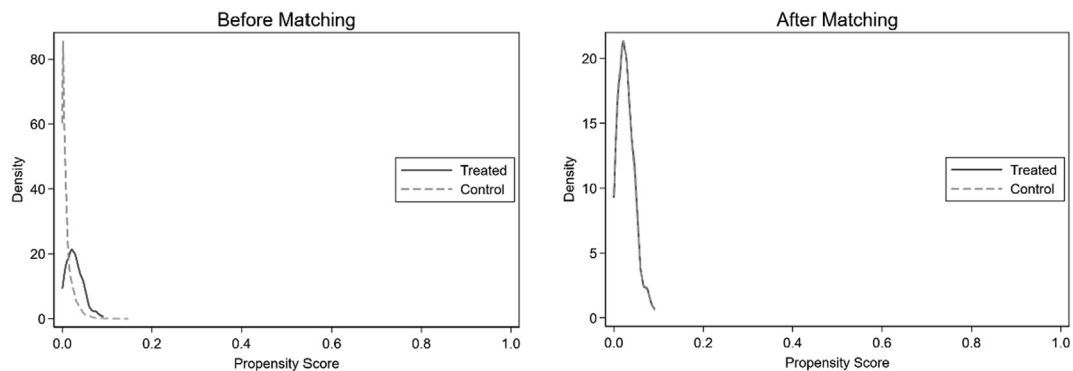 Before Matching
80
60
40
20
0
Density
Treated
Control
0.0 0.2 0.4 0.6 0.8 1.0
Propensity Score
After Matching
20
15
10
5
0
Density
Treated
Control
0.0 0.2 0.4 0.6 0.8 1.0
Propensity Score